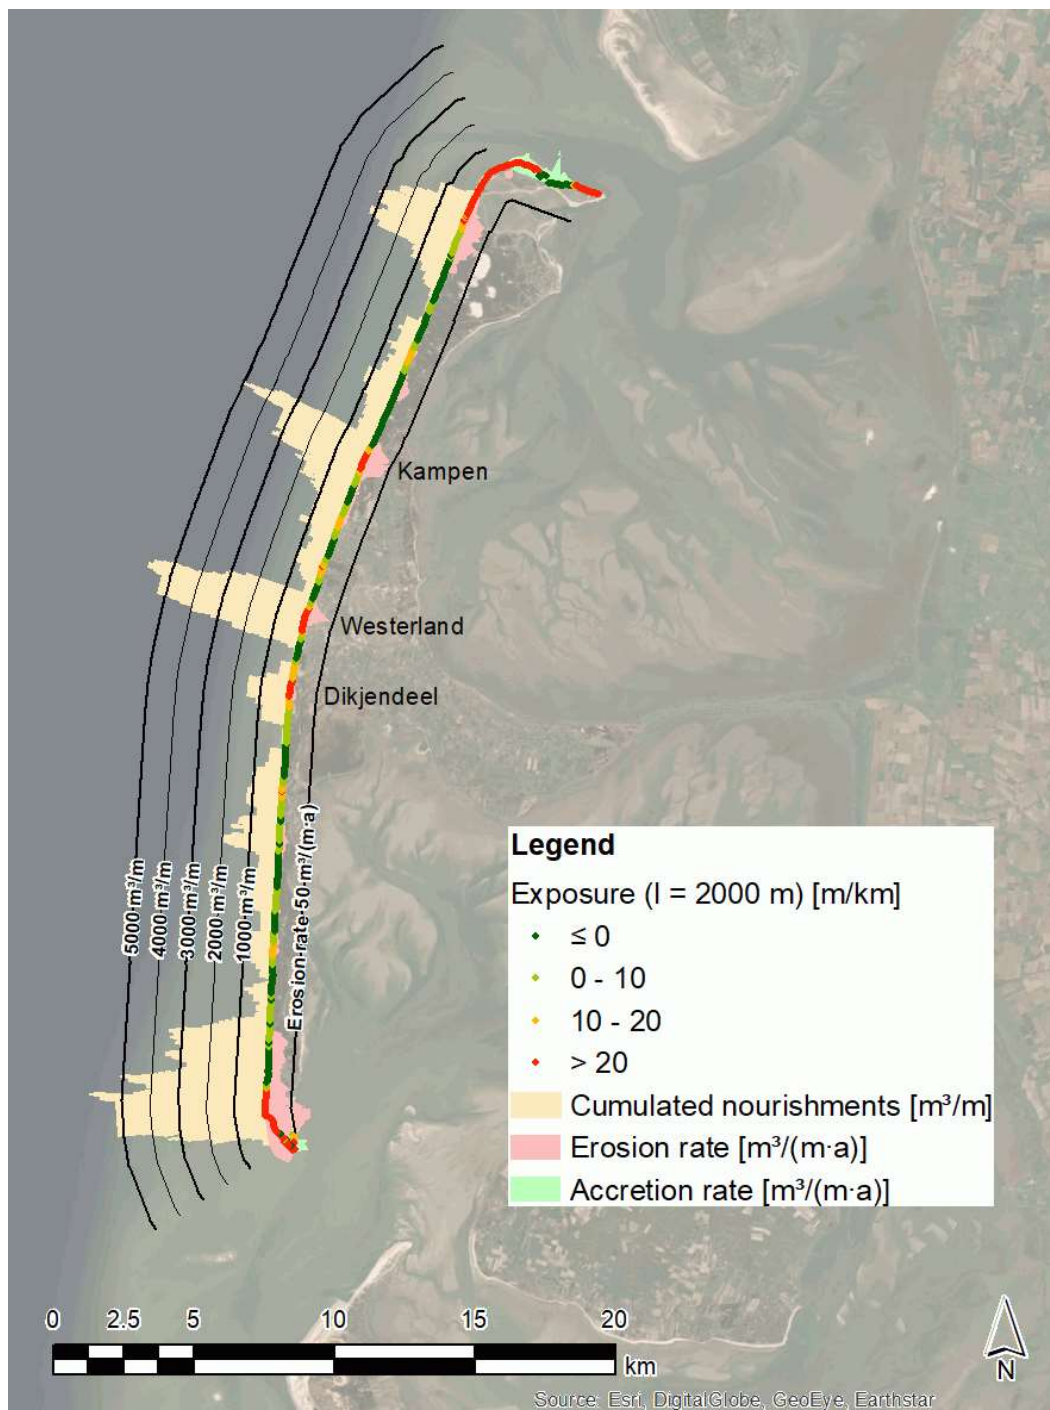 Kampen
Westerland
Dikjendeel
5000·m³/m
4000·m³/m
3000·m³/m
2000·m³/m
1000·m³/m
Erosion·rate·50·m³/(m·a)
Legend
Exposure (l = 2000 m) [m/km]
≤ 0
0 - 10
10 - 20
> 20
Cumulated nourishments [m³/m]
Erosion rate [m³/(m·a)]
Accretion rate [m³/(m·a)]
0 2.5 5 10 15 20
km
N
Source: Esri, DigitalGlobe, GeoEye, Earthstar